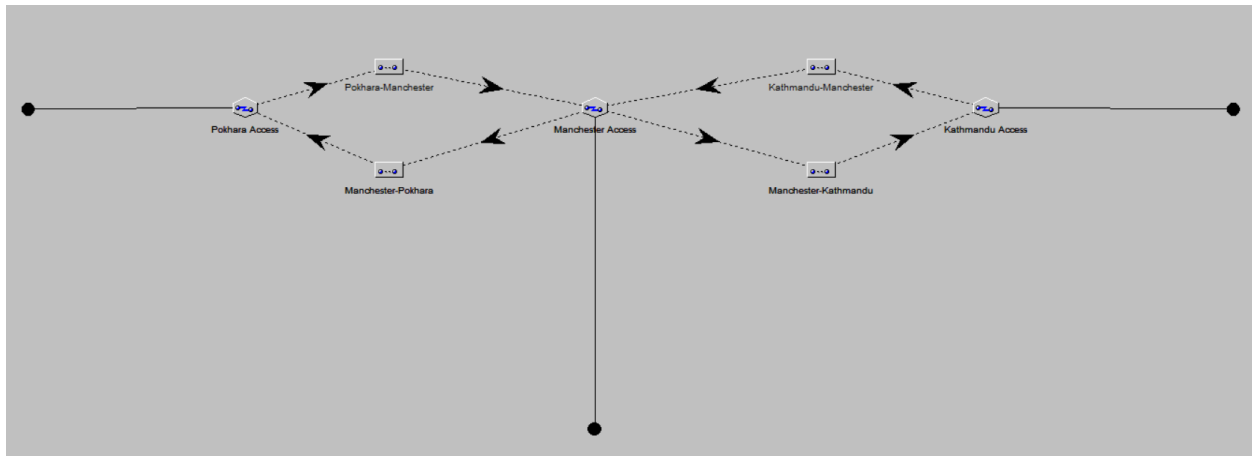 Pokhara-Manchester
Kathmandu-Manchester
Pokhara Access
Manchester Access
Kathmandu Access
Manchester-Pokhara
Manchester-Kathmandu